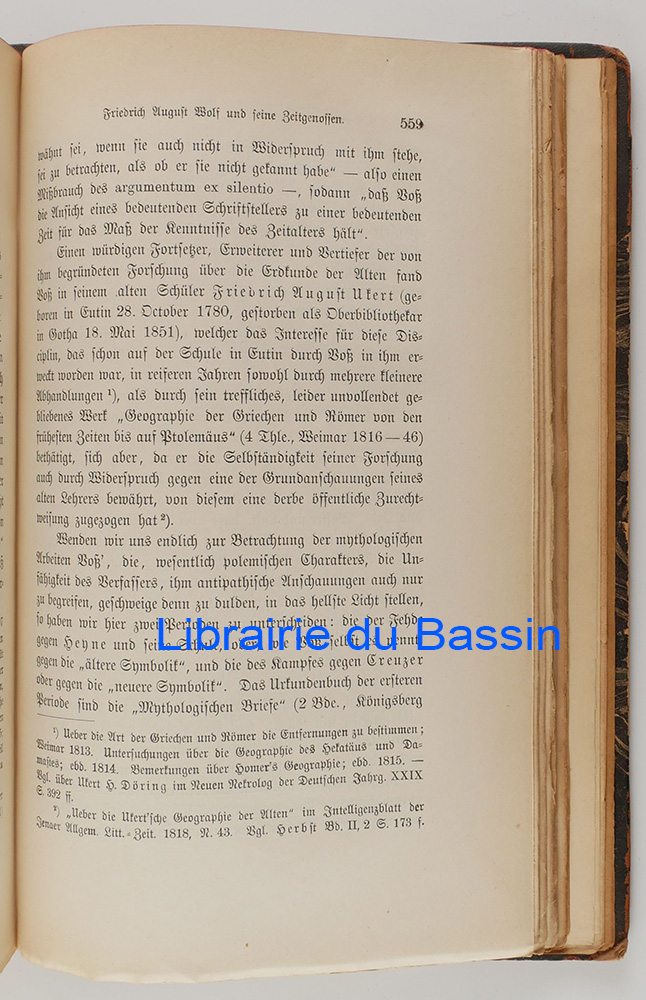 Friedrich August Wolf und seine Zeitgenossen. 559
wähnt sei, wenn sie auch nicht in Widerspruch mit ihm stehe,
sei zu betrachten, als ob er sie nicht gekannt habe“ — also einen
Mißbrauch des argumentum ex silentio —, sodann „daß Voß
die Ansicht eines bedeutenden Schriftstellers zu einer bedeutenden
Zeit für das Maß der Kenntnisse des Zeitalters hält“.
Einen würdigen Fortsetzer, Erweiterer und Vertiefer der von
ihm begründeten Forschung über die Erdkunde der Alten fand
Voß in seinem alten Schüler Friedrich August Ukert (ge-
boren in Eutin 28. October 1780, gestorben als Oberbibliothekar
in Gotha 18. Mai 1851), welcher das Interesse für diese Dis-
ciplin, das schon auf der Schule in Eutin durch Voß in ihm er-
weckt worden war, in reiferen Jahren sowohl durch mehrere kleinere
Abhandlungen ¹), als durch sein treffliches, leider unvollendet ge-
bliebenes Werk „Geographie der Griechen und Römer von den
frühesten Zeiten bis auf Ptolemäus“ (4 Thle., Weimar 1816 — 46)
bethätigt, sich aber, da er die Selbständigkeit seiner Forschung
auch durch Widerspruch gegen eine der Grundanschauungen seines
alten Lehrers bewährt, von diesem eine derbe öffentliche Zurecht-
weisung zugezogen hat ²).
Wenden wir uns endlich zur Betrachtung der mythologischen
Arbeiten Voß’, die, wesentlich polemischen Charakters, die Un-
fähigkeit des Verfassers, ihm antipathische Anschauungen auch nur
zu begreifen, geschweige denn zu dulden, in das hellste Licht stellen,
so haben wir hier zwei Perioden zu unterscheiden: die der Fehde
gegen Heyne und seine Schule, oder, wie Voß selbst es nennt,
Librairie du Bassin
gegen die „ältere Symbolik“, und die des Kampfes gegen Creuzer
oder gegen die „neuere Symbolik“. Das Urkundenbuch der ersteren
Periode sind die „Mythologischen Briefe“ (2 Bde., Königsberg
¹) Ueber die Art der Griechen und Römer die Entfernungen zu bestimmen;
Weimar 1813. Untersuchungen über die Geographie des Hekatäus und Da-
mastes; ebd. 1814. Bemerkungen über Homer’s Geographie; ebd. 1815. —
Vgl. über Ukert H. Döring im Neuen Nekrolog der Deutschen Jahrg. XXIX
S. 392 ff.
²) „Ueber die Ukert’sche Geographie der Alten“ im Intelligenzblatt der
Jenaer Allgem. Litt.-Zeit. 1818, N. 43. Vgl. Herbst Bd. II, 2 S. 173 f.